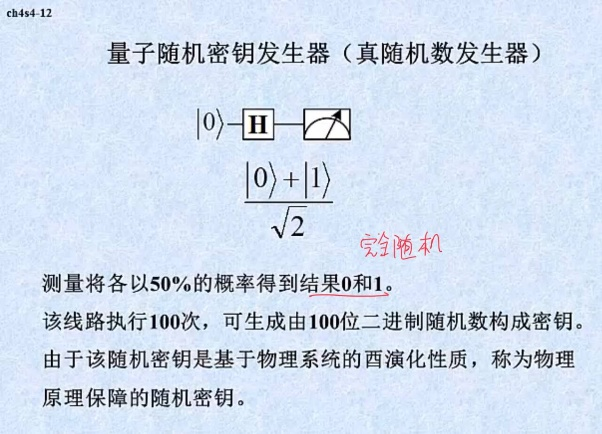 ch4s4-12
量子随机密钥发生器（真随机数发生器）
|0⟩ H
|0⟩+|1⟩
√2
完全随机
测量将各以50%的概率得到结果0和1。
该线路执行100次，可生成由100位二进制随机数构成密钥。
由于该随机密钥是基于物理系统的酉演化性质，称为物理
原理保障的随机密钥。